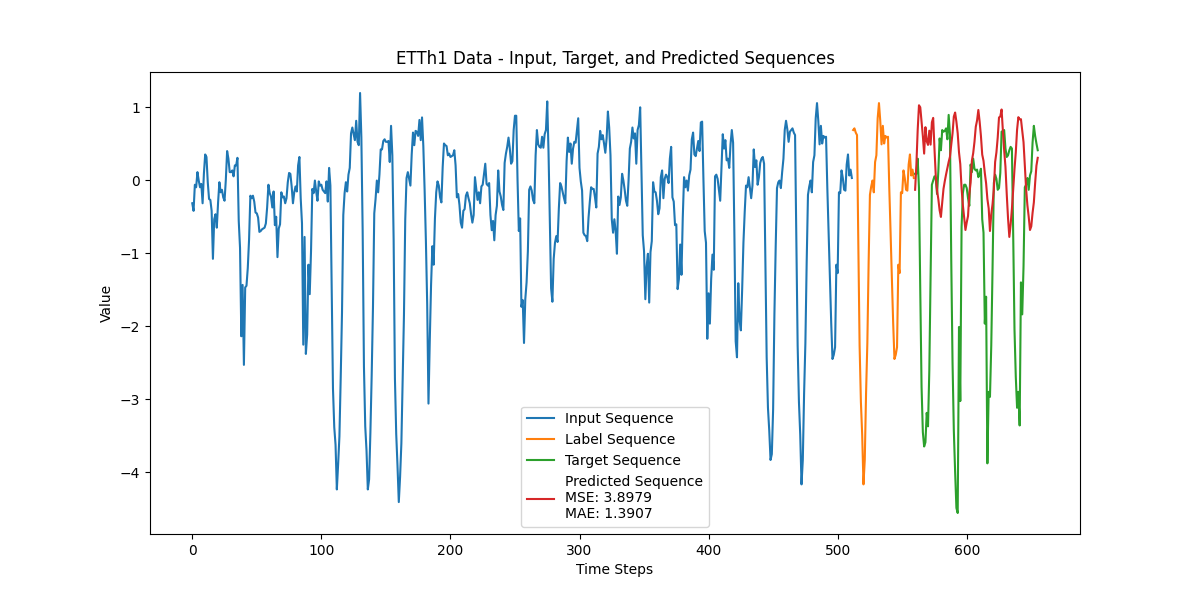 ETTh1 Data - Input, Target, and Predicted Sequences
Value
1
0
−1
−2
−3
−4
Input Sequence
Label Sequence
Target Sequence
Predicted Sequence
MSE: 3.8979
MAE: 1.3907
0
100
200
300
400
500
600
Time Steps